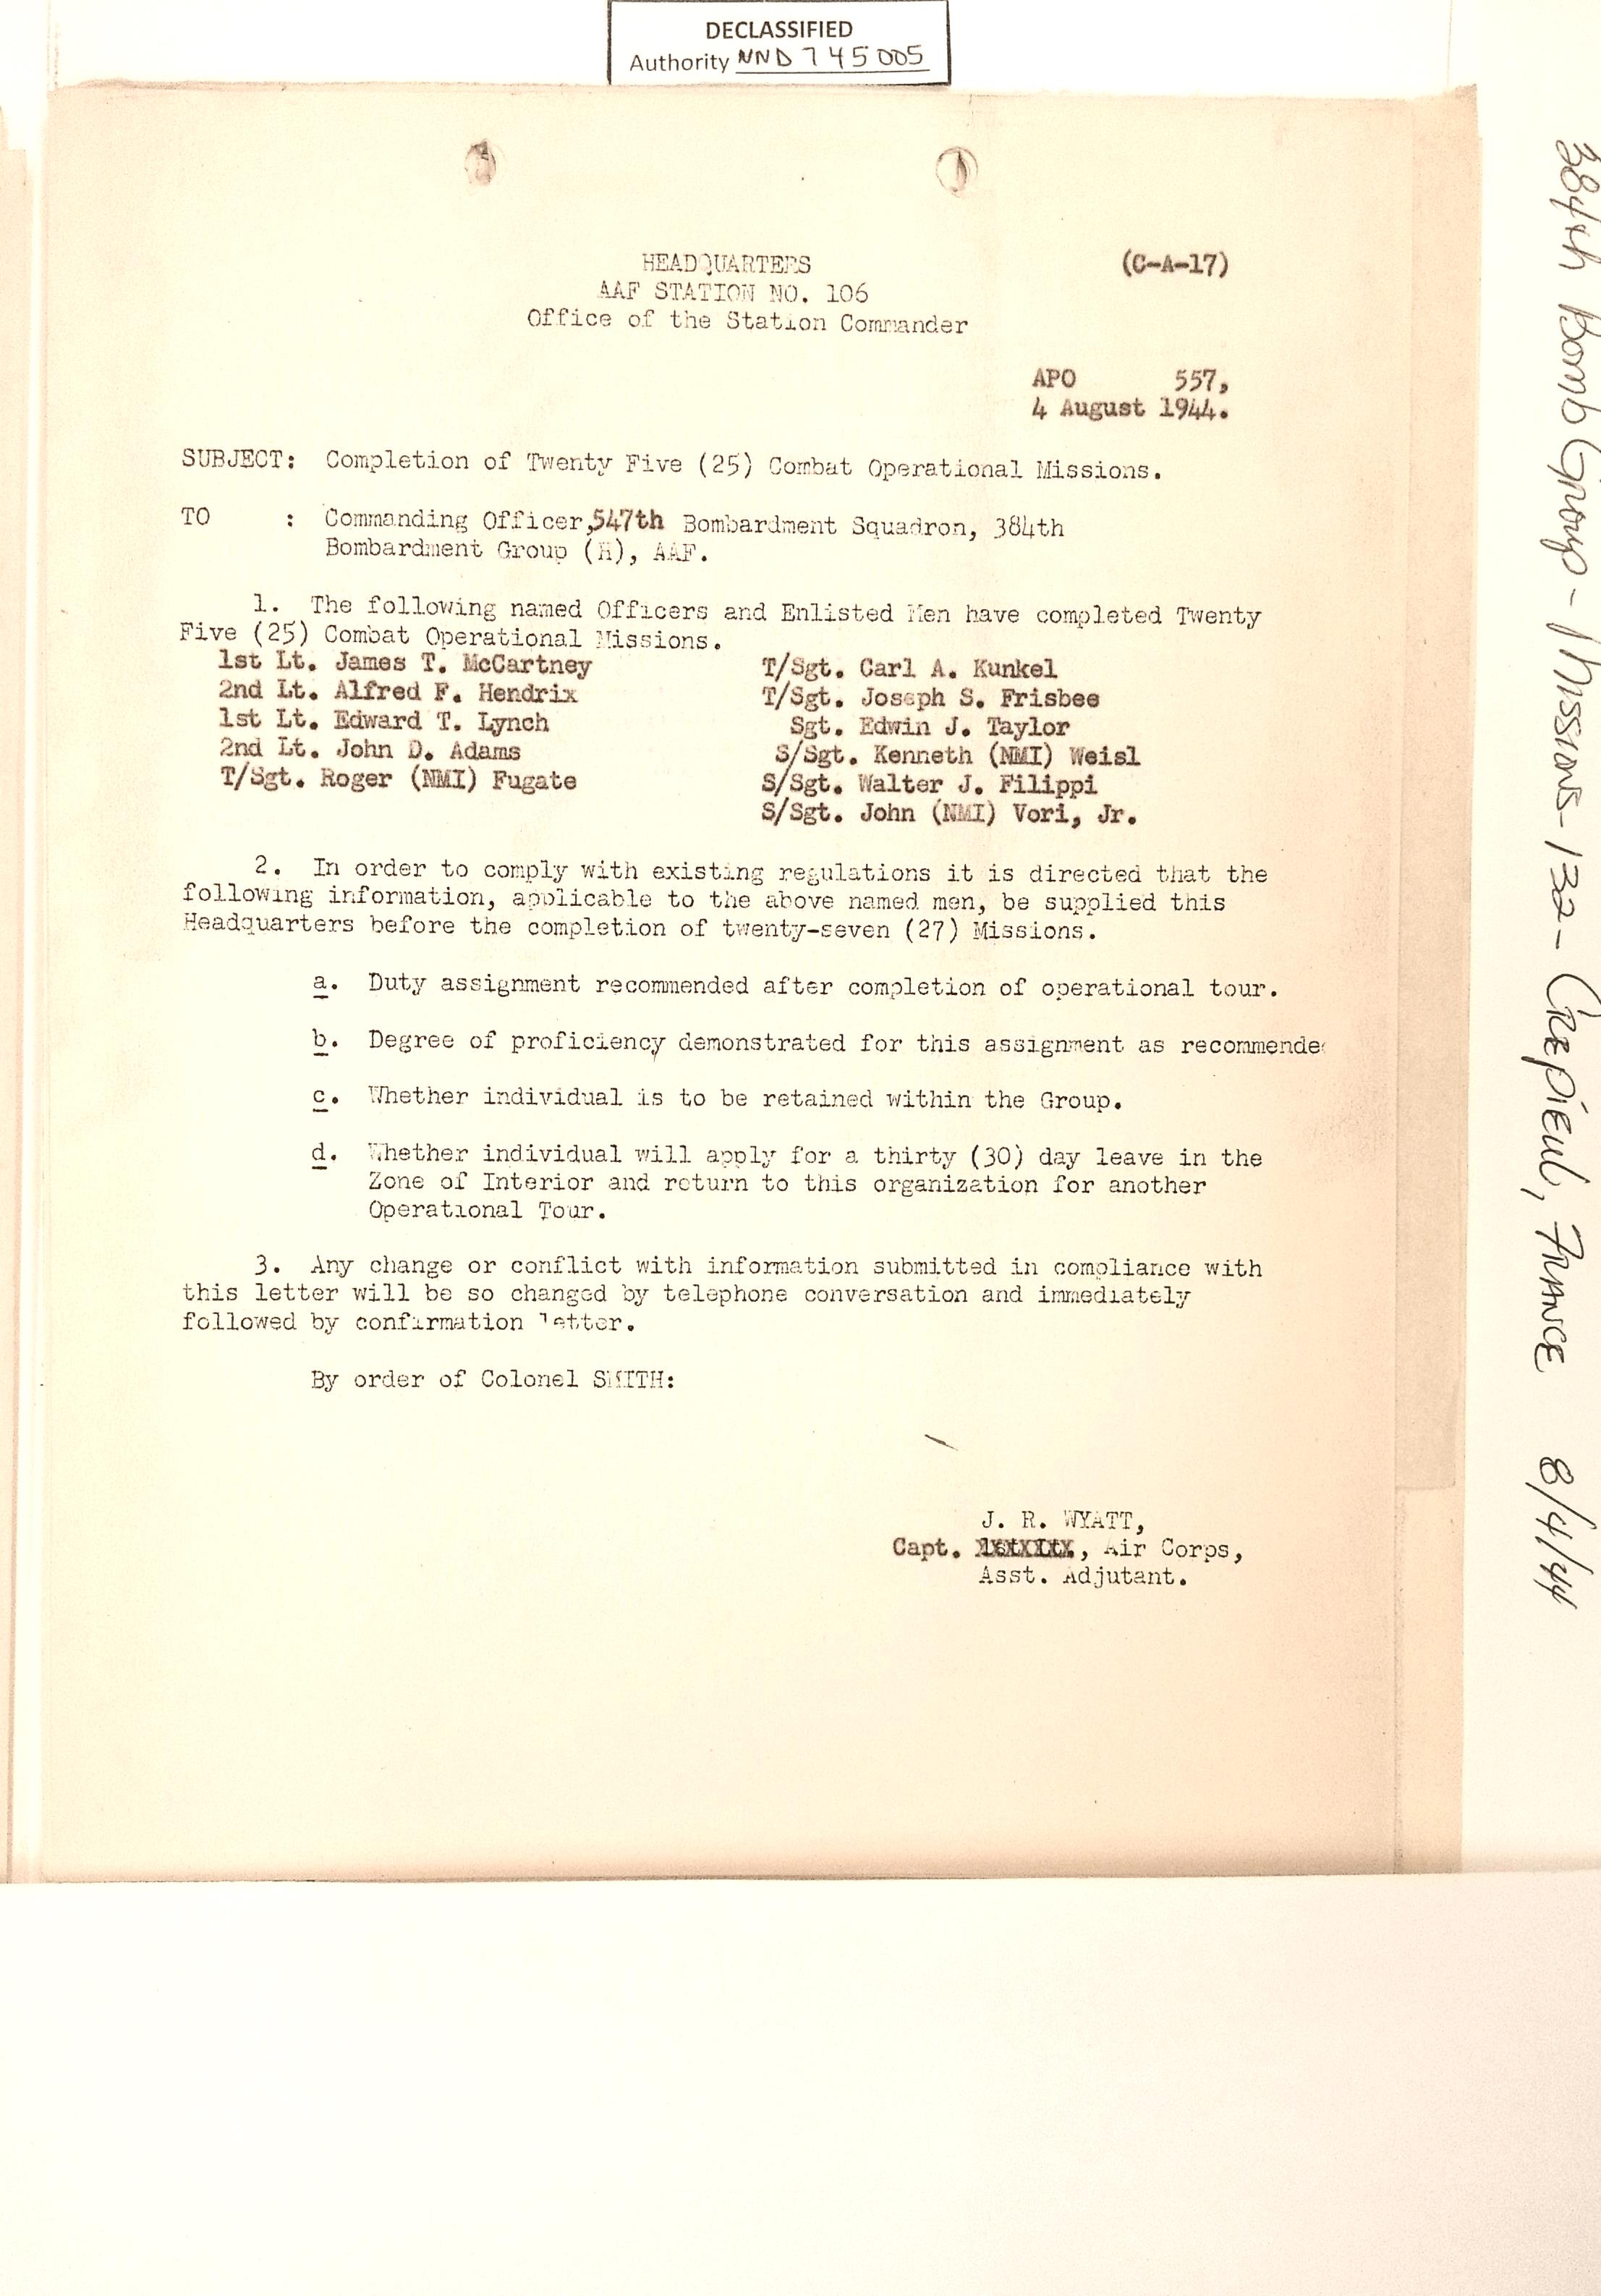 DECLASSIFIED
Authority NND 745005
HEADQUARTERS (C-A-17)
AAF STATION NO. 106
Office of the Station Commander
APO 557,
4 August 1944.
SUBJECT: Completion of Twenty Five (25) Combat Operational Missions.
TO : Commanding Officer,547th Bombardment Squadron, 384th
Bombardment Group (H), AAF.
1. The following named Officers and Enlisted Men have completed Twenty
Five (25) Combat Operational Missions.
1st Lt. James T. McCartney T/Sgt. Carl A. Kunkel
2nd Lt. Alfred F. Hendrix T/Sgt. Joseph S. Frisbee
1st Lt. Edward T. Lynch Sgt. Edwin J. Taylor
2nd Lt. John D. Adams S/Sgt. Kenneth (NMI) Weisl
T/Sgt. Roger (NMI) Fugate S/Sgt. Walter J. Filippi
S/Sgt. John (NMI) Vori, Jr.
2. In order to comply with existing regulations it is directed that the
following information, applicable to the above named men, be supplied this
Headquarters before the completion of twenty-seven (27) Missions.
a. Duty assignment recommended after completion of operational tour.
b. Degree of proficiency demonstrated for this assignment as recommende
c. Whether individual is to be retained within the Group.
d. Whether individual will apply for a thirty (30) day leave in the
Zone of Interior and return to this organization for another
Operational Tour.
3. Any change or conflict with information submitted in compliance with
this letter will be so changed by telephone conversation and immediately
followed by confirmation letter.
By order of Colonel SMITH:
J. R. WYATT,
Capt. , Air Corps,
Asst. Adjutant.
384th Bomb Group - Missions - 132 - Crepieul, France 8/4/44